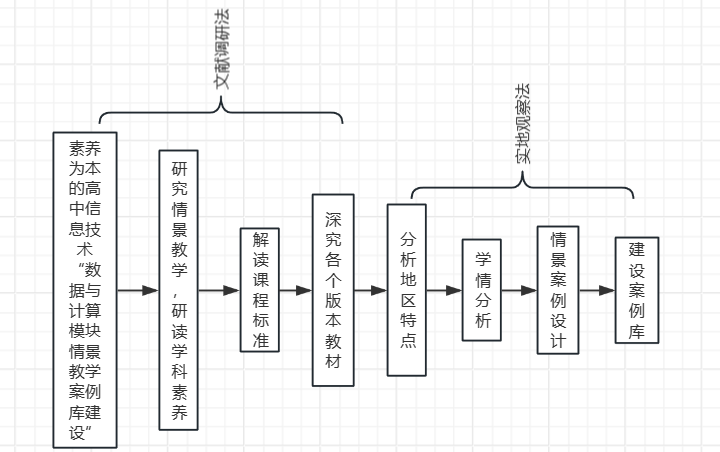 文献调研法
实地观察法
素养
为本
的高
中信
息技
术
“数
据与
计算
模块
情景
教学
案例
库建
设”
研究情景教学，研读学科素养
解读课程标准
深究各个版本教材
分析地区特点
学情分析
情景案例设计
建设案例库